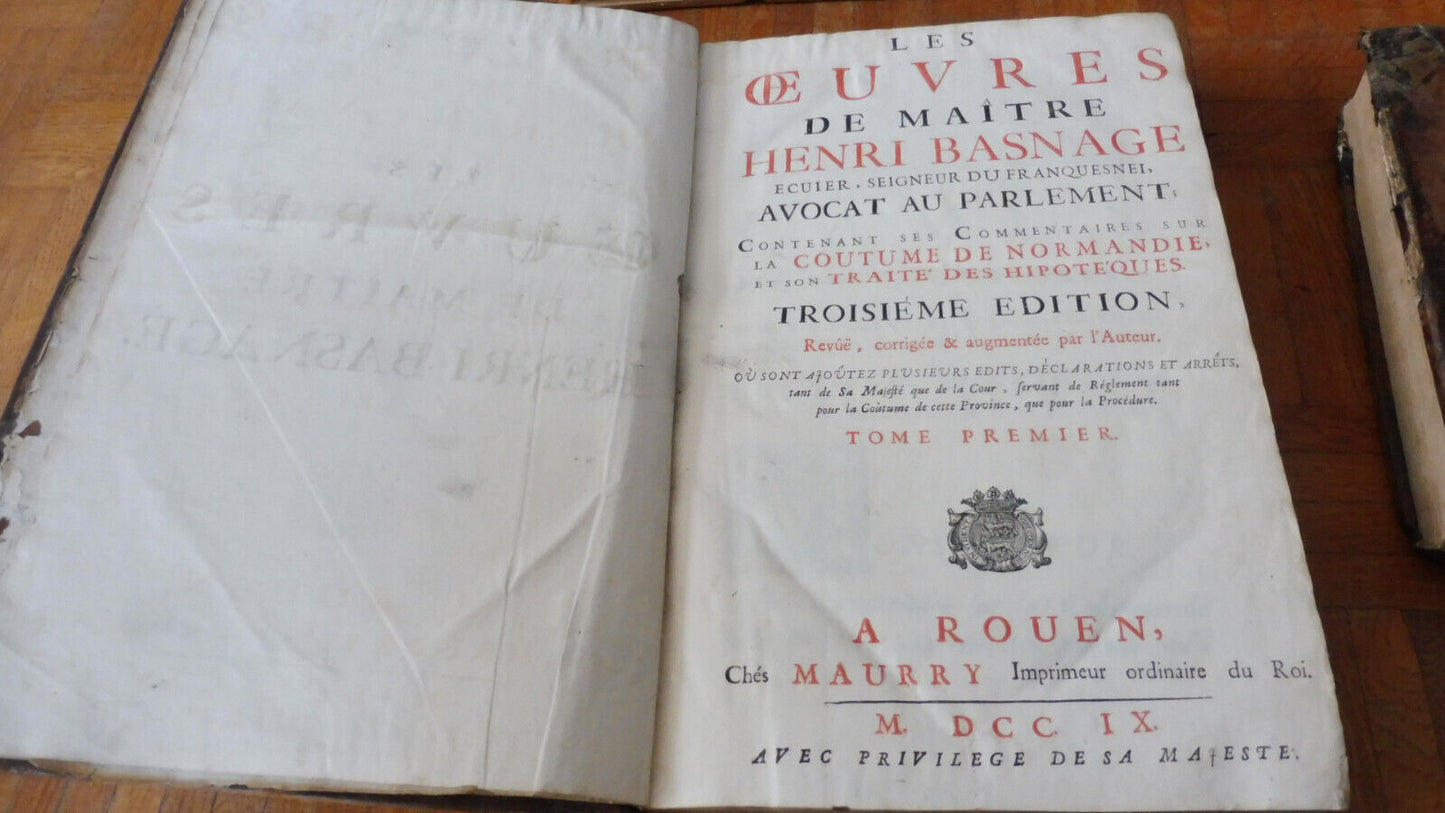 LES
ŒUVRES
DE MAÎTRE
HENRI BASNAGE
ECUIER, SEIGNEUR DU FRANQUESNEI,
AVOCAT AU PARLEMENT;
CONTENANT SES COMMENTAIRES SUR
LA COUTUME DE NORMANDIE,
ET SON TRAITÉ DES HIPOTÉQUES.
TROISIÉME EDITION,
Revûë, corrigée & augmentée par l'Auteur.
OÙ SONT AJOÛTEZ PLUSIEURS EDITS, DÉCLARATIONS ET ARRÊTS,
tant de Sa Majesté que de la Cour, servant de Réglement tant
pour la Coûtume de cette Province, que pour la Procédure.
TOME PREMIER.
A ROUEN,
Chés MAURRY Imprimeur ordinaire du Roi.
M. DCC. IX.
AVEC PRIVILEGE DE SA MAJESTE.